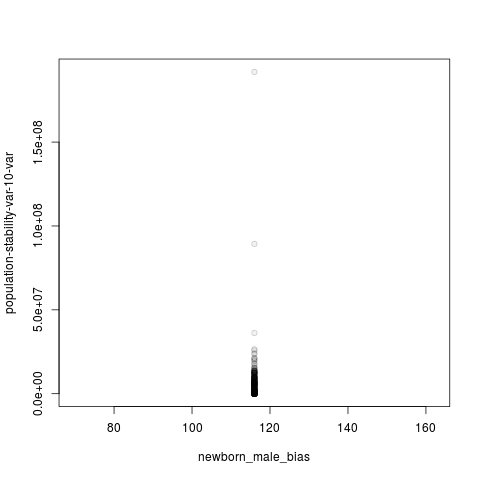 population-stability-var-10-var
1.5e+08
1.0e+08
5.0e+07
0.0e+00
80 100 120 140 160
newborn_male_bias